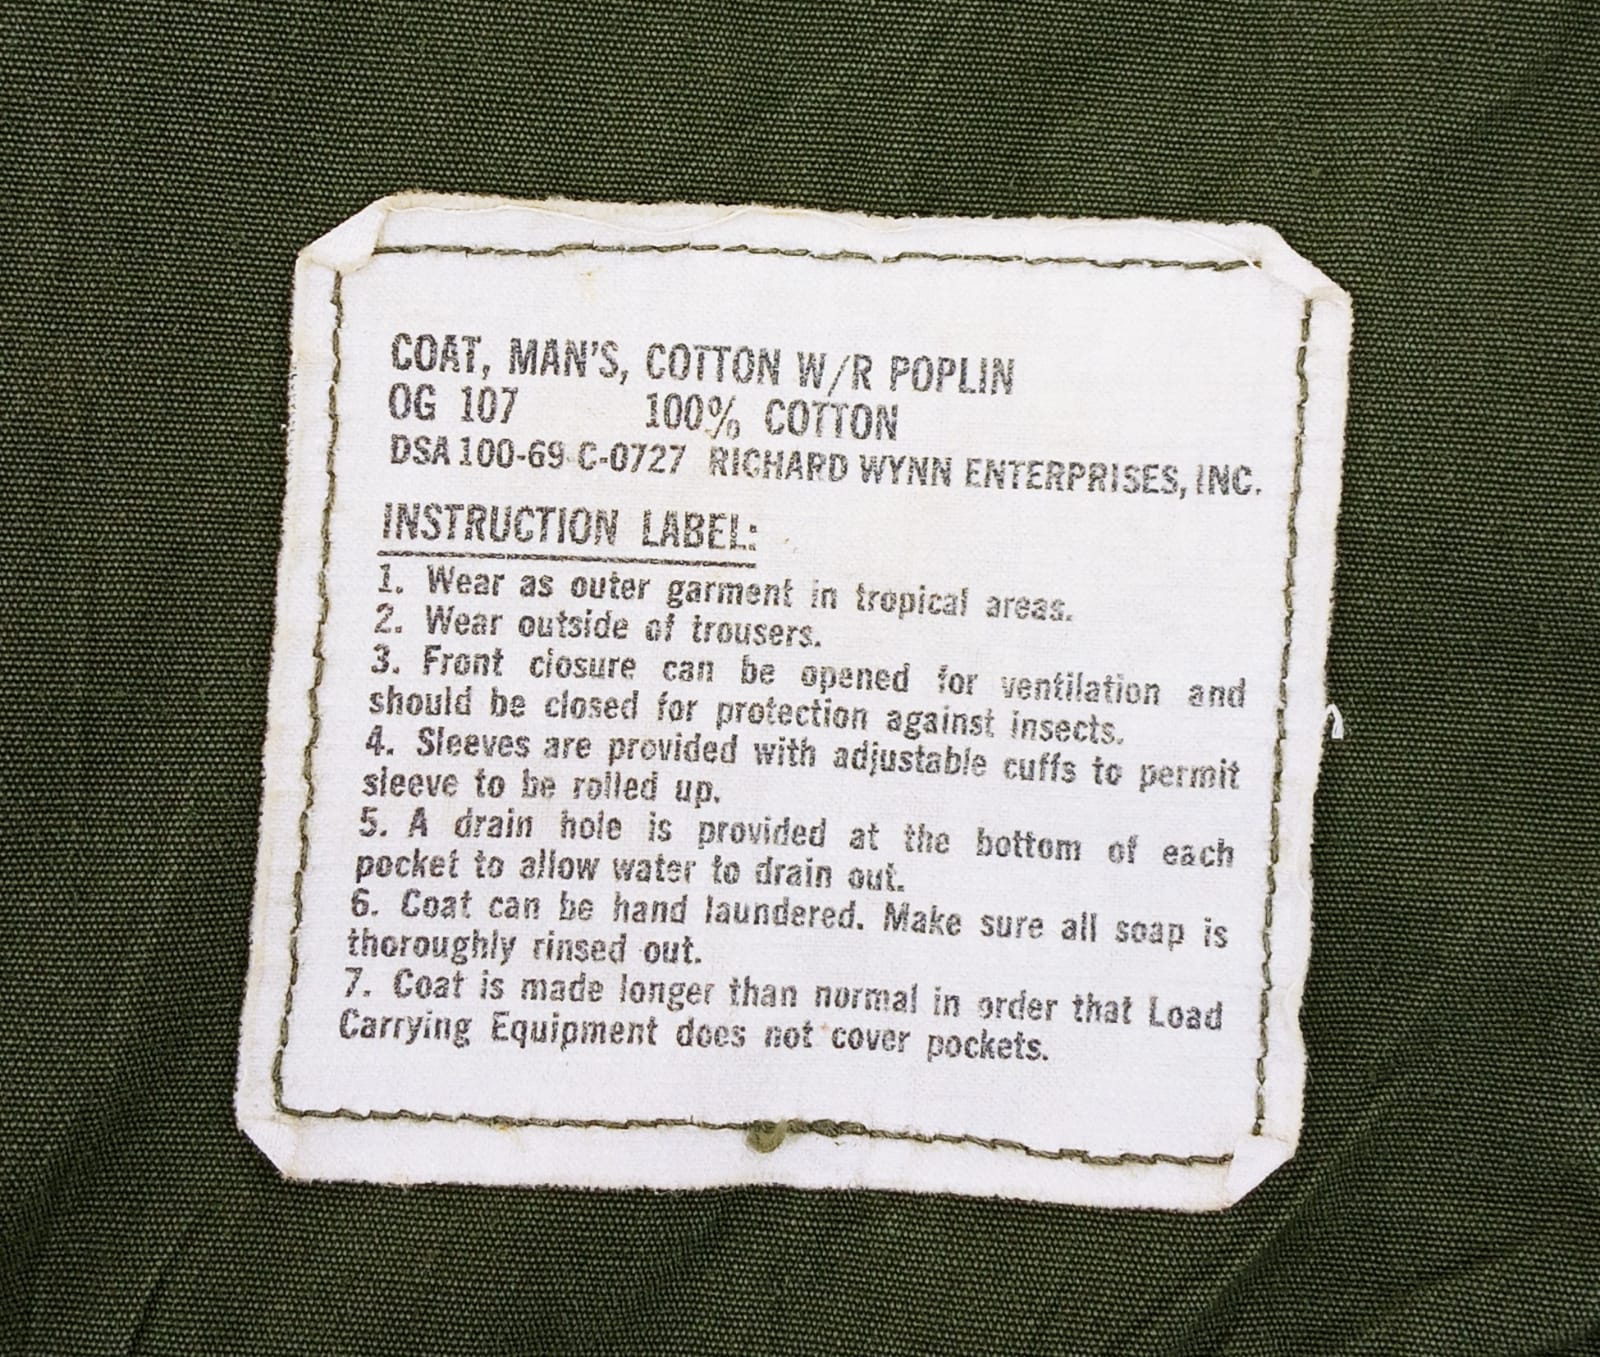 COAT, MAN'S, COTTON W/R POPLIN
OG 107 100% COTTON
DSA 100-69-C-0727 RICHARD WYNN ENTERPRISES, INC.
INSTRUCTION LABEL:
1. Wear as outer garment in tropical areas.
2. Wear outside of trousers.
3. Front closure can be opened for ventilation and
should be closed for protection against insects.
4. Sleeves are provided with adjustable cuffs to permit
sleeve to be rolled up.
5. A drain hole is provided at the bottom of each
pocket to allow water to drain out.
6. Coat can be hand laundered. Make sure all soap is
thoroughly rinsed out.
7. Coat is made longer than normal in order that Load
Carrying Equipment does not cover pockets.